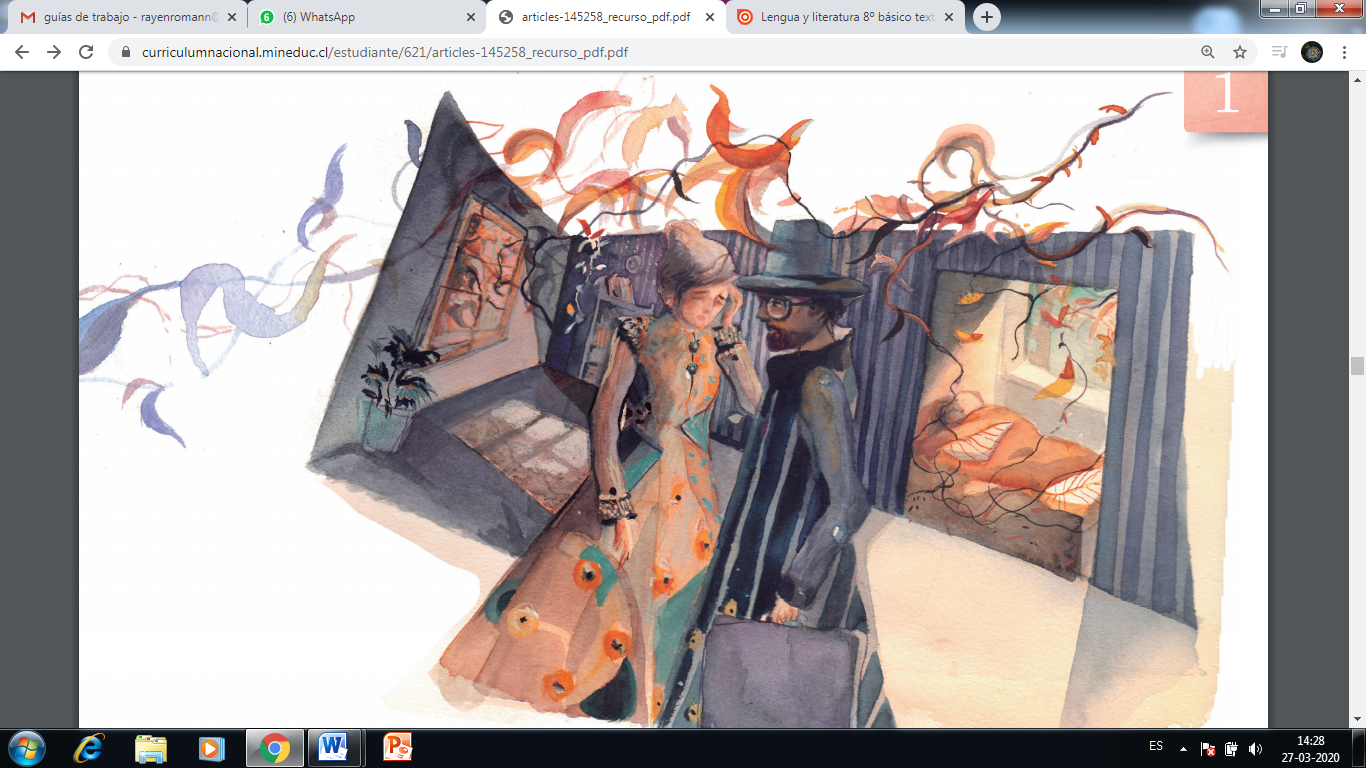 guías de trabajo - rayenromann@
6
(6) WhatsApp
articles-145258_recurso_pdf.pdf
Lengua y literatura 8º básico text
curriculumnacional.mineduc.cl/estudiante/621/articles-145258_recurso_pdf.pdf
1
ES
14:28
27-03-2020